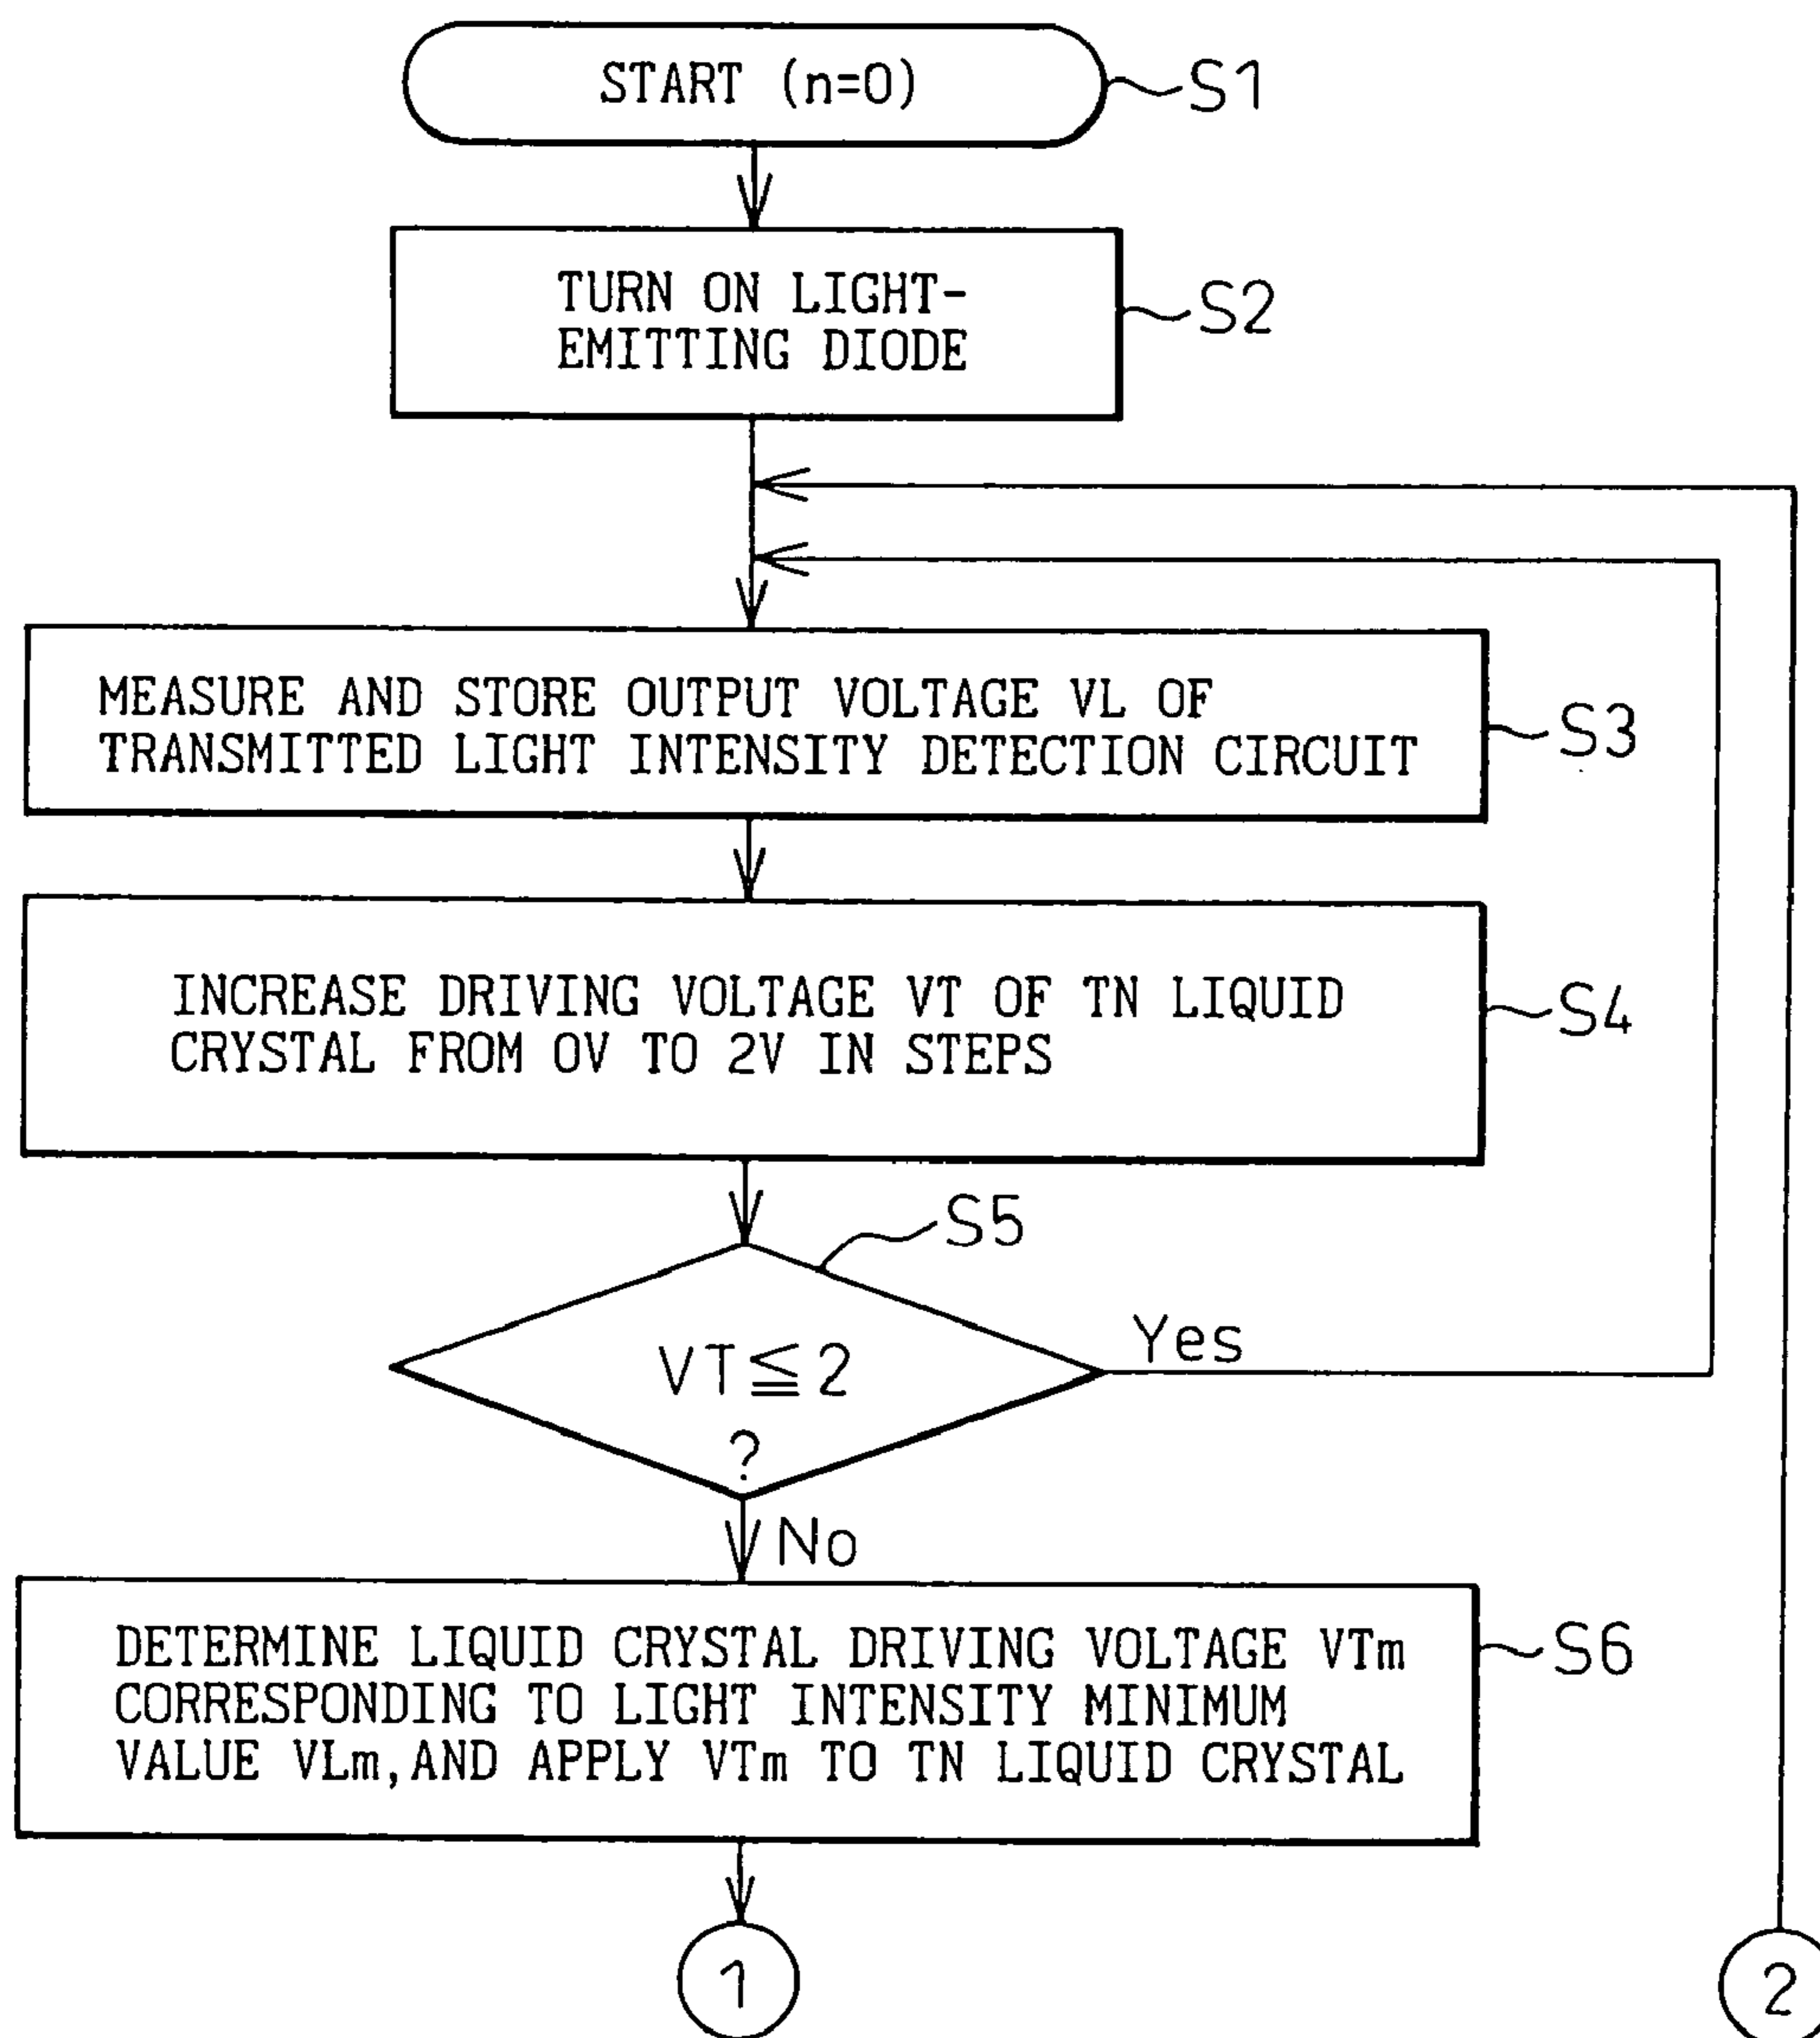 START (n=0)
S1
TURN ON LIGHT-
EMITTING DIODE
S2
MEASURE AND STORE OUTPUT VOLTAGE VL OF
TRANSMITTED LIGHT INTENSITY DETECTION CIRCUIT
S3
INCREASE DRIVING VOLTAGE VT OF TN LIQUID
CRYSTAL FROM 0V TO 2V IN STEPS
S4
S5
VT≦2
?
Yes
No
DETERMINE LIQUID CRYSTAL DRIVING VOLTAGE VTm
CORRESPONDING TO LIGHT INTENSITY MINIMUM
VALUE VLm, AND APPLY VTm TO TN LIQUID CRYSTAL
S6
1
2